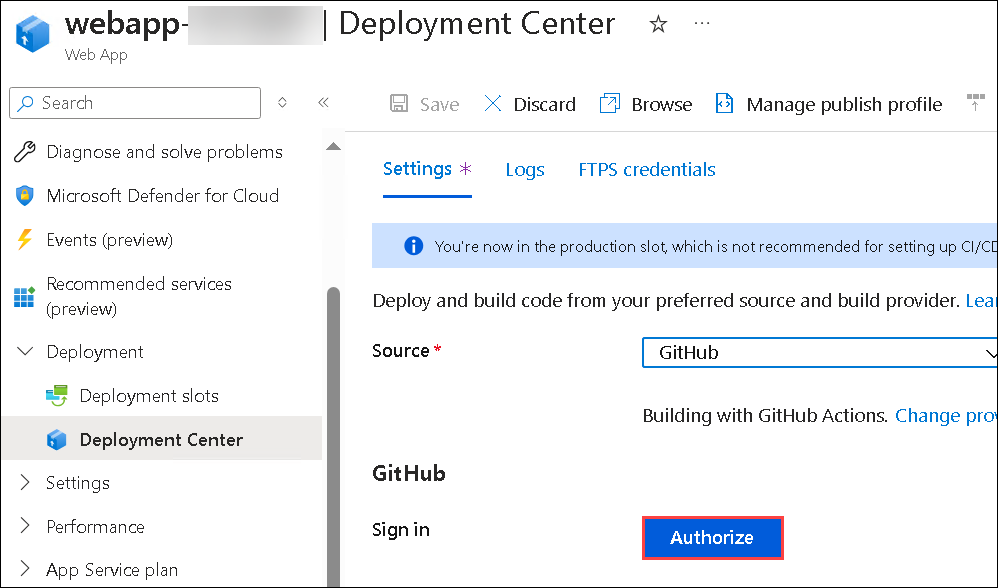 webapp- | Deployment Center
Web App
Search
Save Discard Browse Manage publish profile
Diagnose and solve problems
Microsoft Defender for Cloud
Events (preview)
Recommended services
(preview)
Deployment
Deployment slots
Deployment Center
Settings
Performance
App Service plan
Settings * Logs FTPS credentials
You're now in the production slot, which is not recommended for setting up CI/CD
Deploy and build code from your preferred source and build provider. Lear
Source *
GitHub
Building with GitHub Actions. Change prov
GitHub
Sign in
Authorize